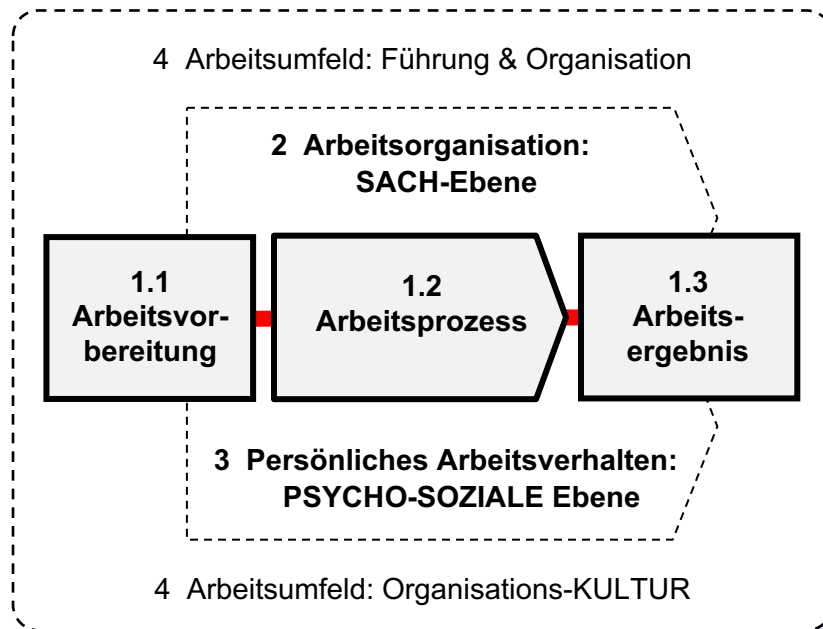 4 Arbeitsumfeld: Führung & Organisation
2 Arbeitsorganisation:
SACH-Ebene
1.1
Arbeitsvor-
bereitung
1.2
Arbeitsprozess
1.3
Arbeits-
ergebnis
3 Persönliches Arbeitsverhalten:
PSYCHO-SOZIALE Ebene
4 Arbeitsumfeld: Organisations-KULTUR